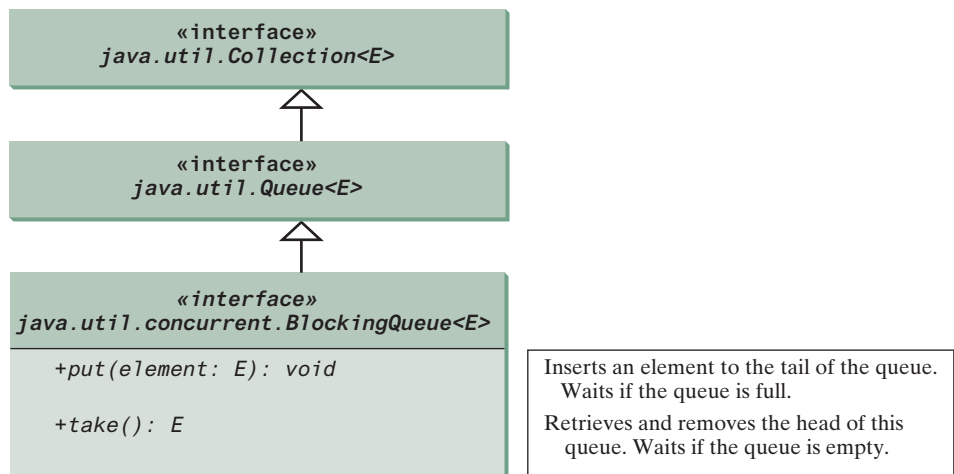 «interface»
java.util.Collection<E>
«interface»
java.util.Queue<E>
«interface»
java.util.concurrent.BlockingQueue<E>
+put(element: E): void
+take(): E
Inserts an element to the tail of the queue.
Waits if the queue is full.
Retrieves and removes the head of this
queue. Waits if the queue is empty.